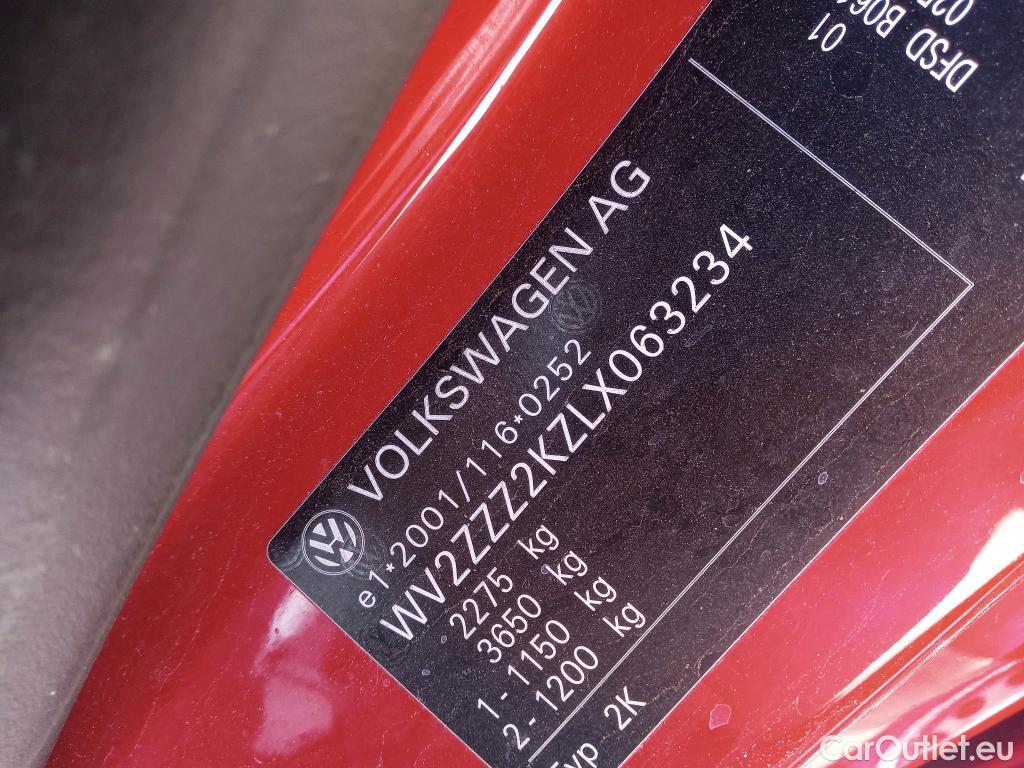 VOLKSWAGEN AG
e1*2001/116*0252
WV2ZZZ2KZLX063234
2275 kg
3650 kg
1 - 1150 kg
2 - 1200 kg
Typ 2K
01
DFSD
CarOutlet.eu